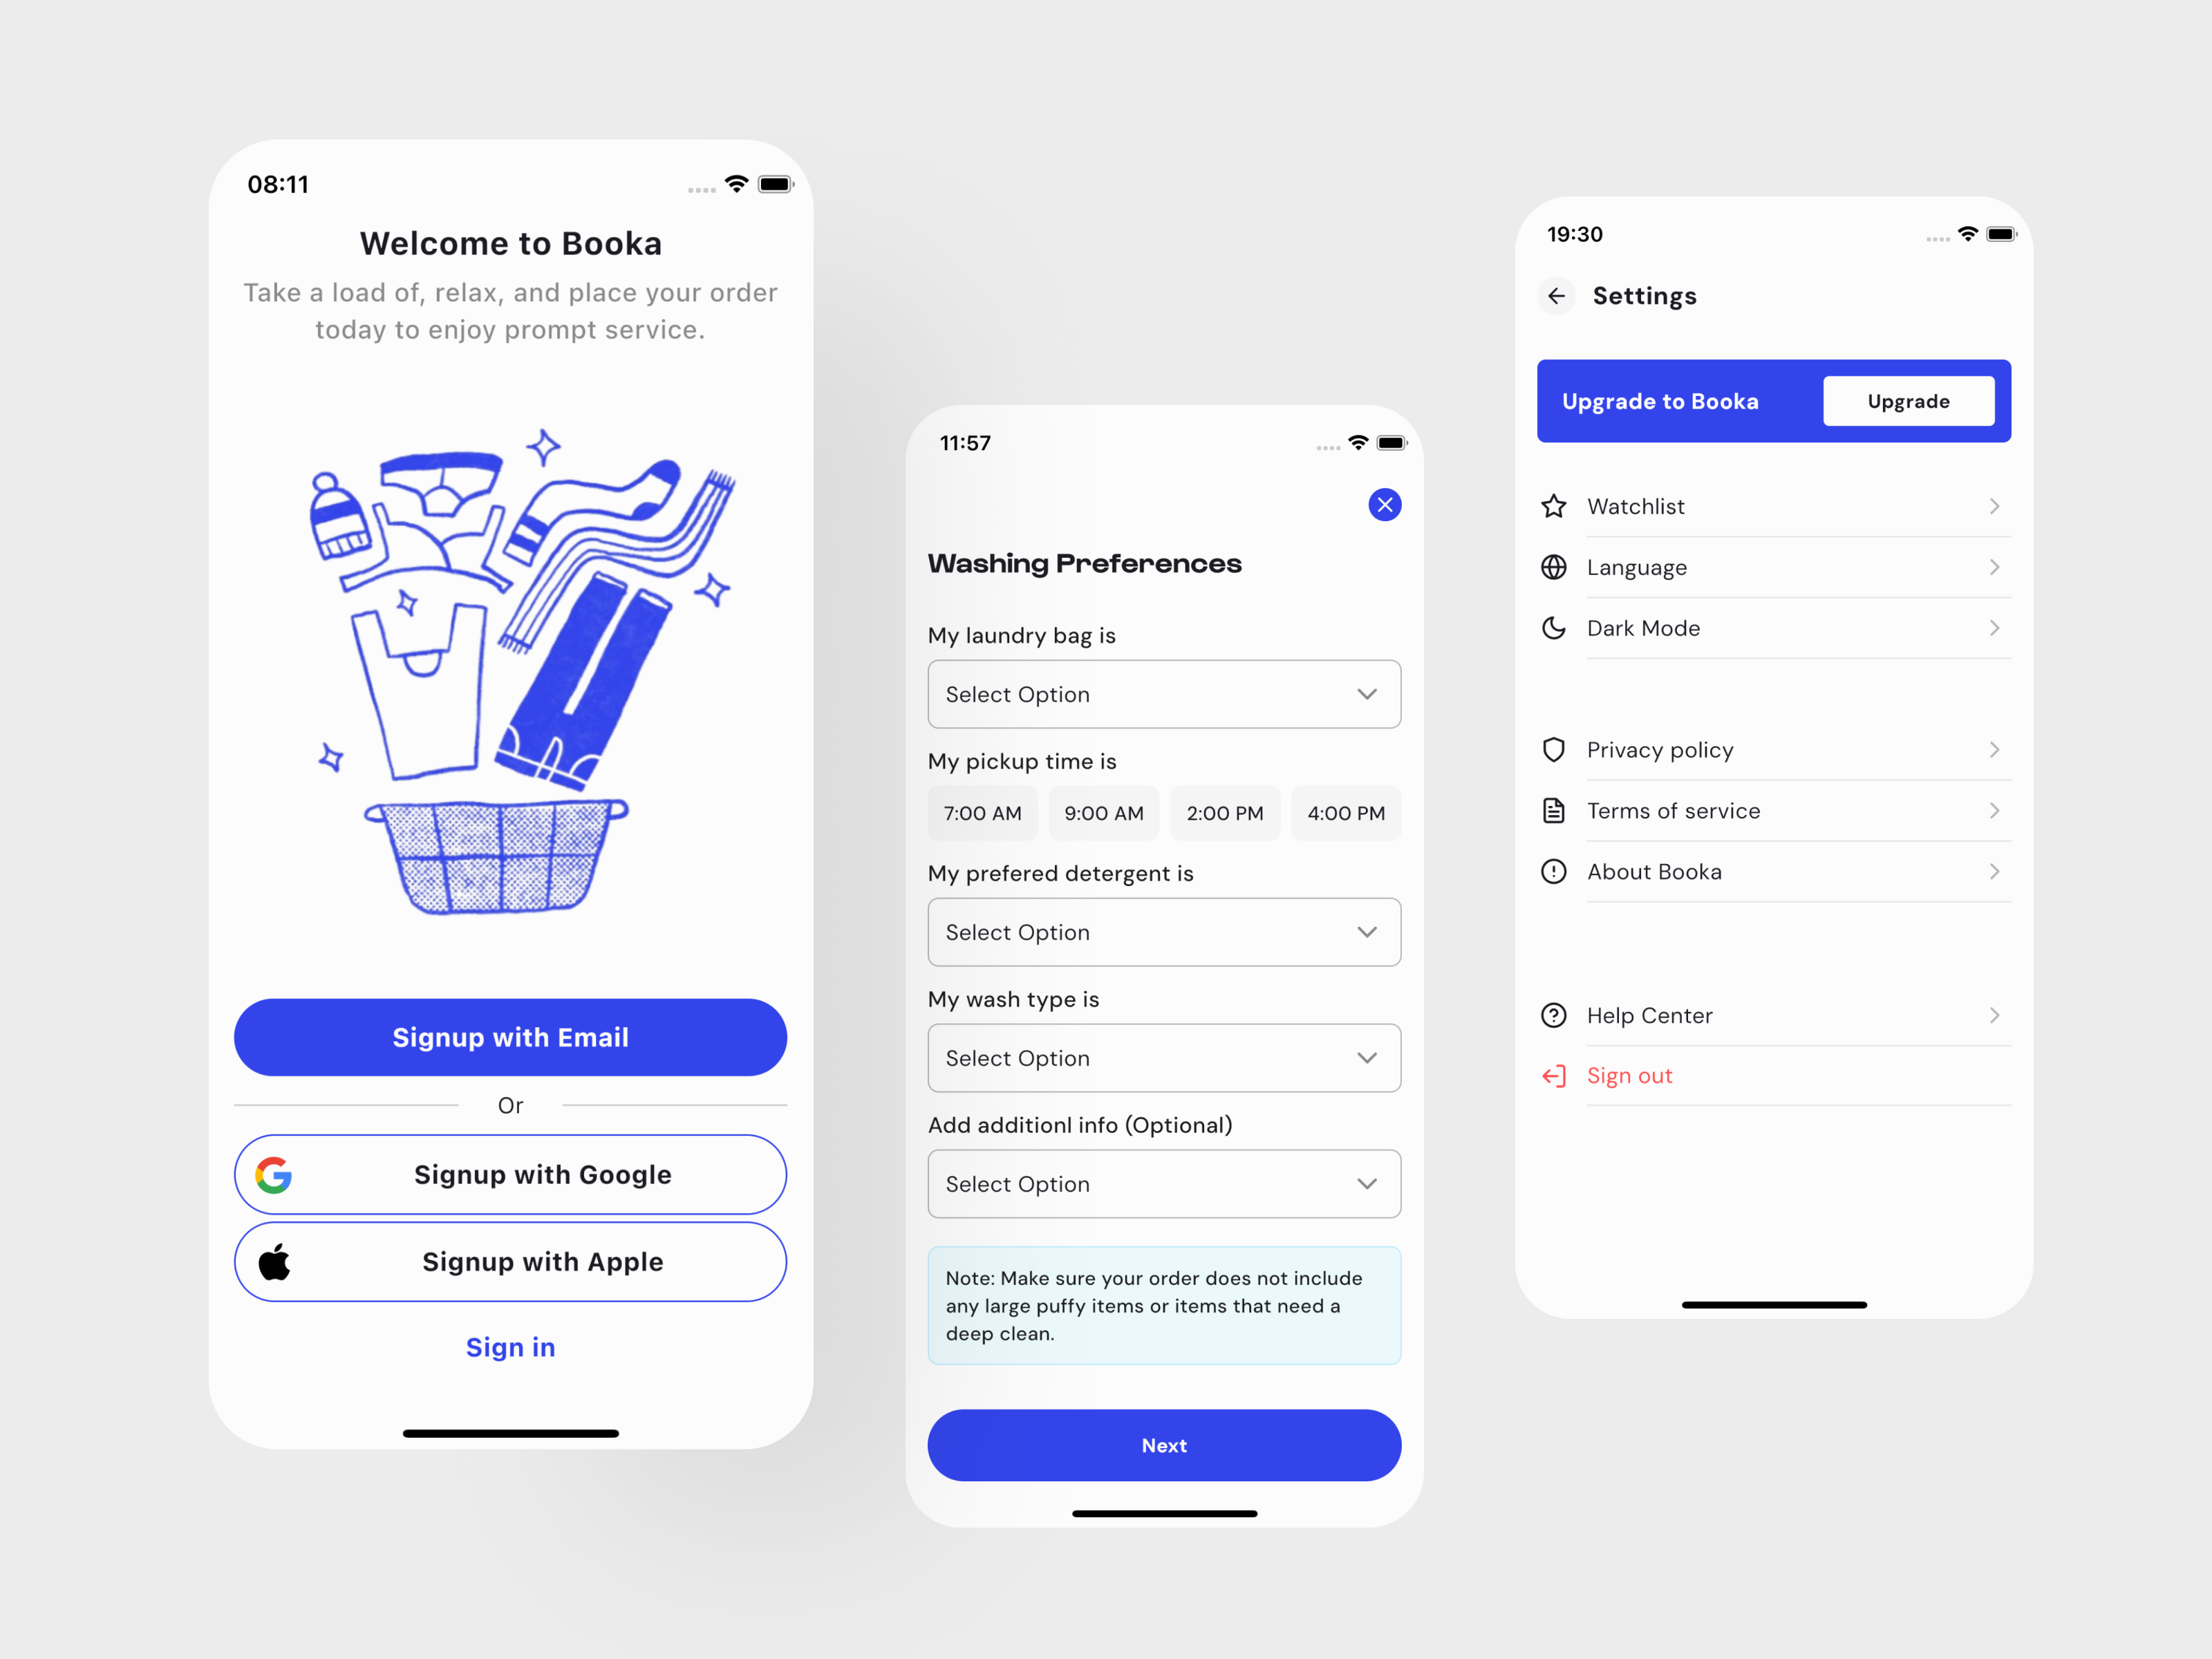 08:11
Welcome to Booka
Take a load of, relax, and place your order
today to enjoy prompt service.
Signup with Email
Or
Signup with Google
Signup with Apple
Sign in
11:57
Washing Preferences
My laundry bag is
Select Option
My pickup time is
7:00 AM 9:00 AM 2:00 PM 4:00 PM
My prefered detergent is
Select Option
My wash type is
Select Option
Add additionl info (Optional)
Select Option
Note: Make sure your order does not include
any large puffy items or items that need a
deep clean.
Next
19:30
Settings
Upgrade to Booka Upgrade
Watchlist
Language
Dark Mode
Privacy policy
Terms of service
About Booka
Help Center
Sign out